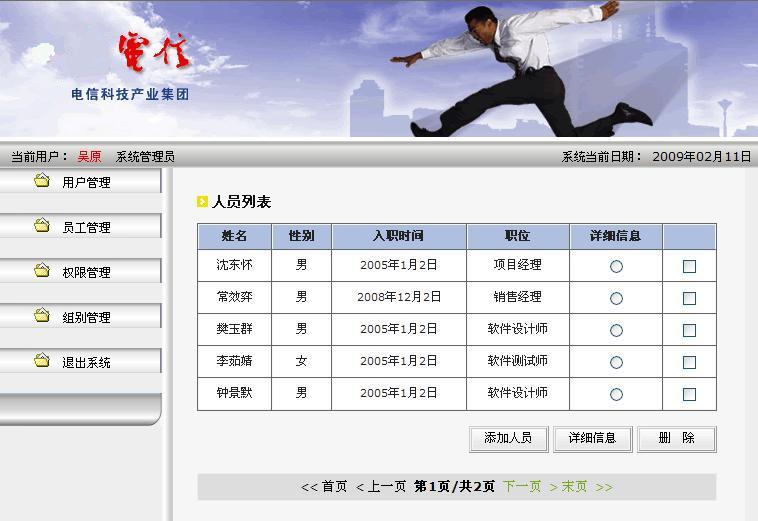 電信
电信科技产业集团
当前用户： 吴原 系统管理员 系统当前日期： 2009年02月11日
用户管理
员工管理
权限管理
组别管理
退出系统
人员列表
姓名 性别 入职时间 职位 详细信息
沈东怀 男 2005年1月2日 项目经理
常效弈 男 2008年12月2日 销售经理
樊玉群 男 2005年1月2日 软件设计师
李茹婧 女 2005年1月2日 软件测试师
钟景默 男 2005年1月2日 软件设计师
添加人员 详细信息 删 除
<< 首页 < 上一页 第1页/共2页 下一页 > 末页 >>